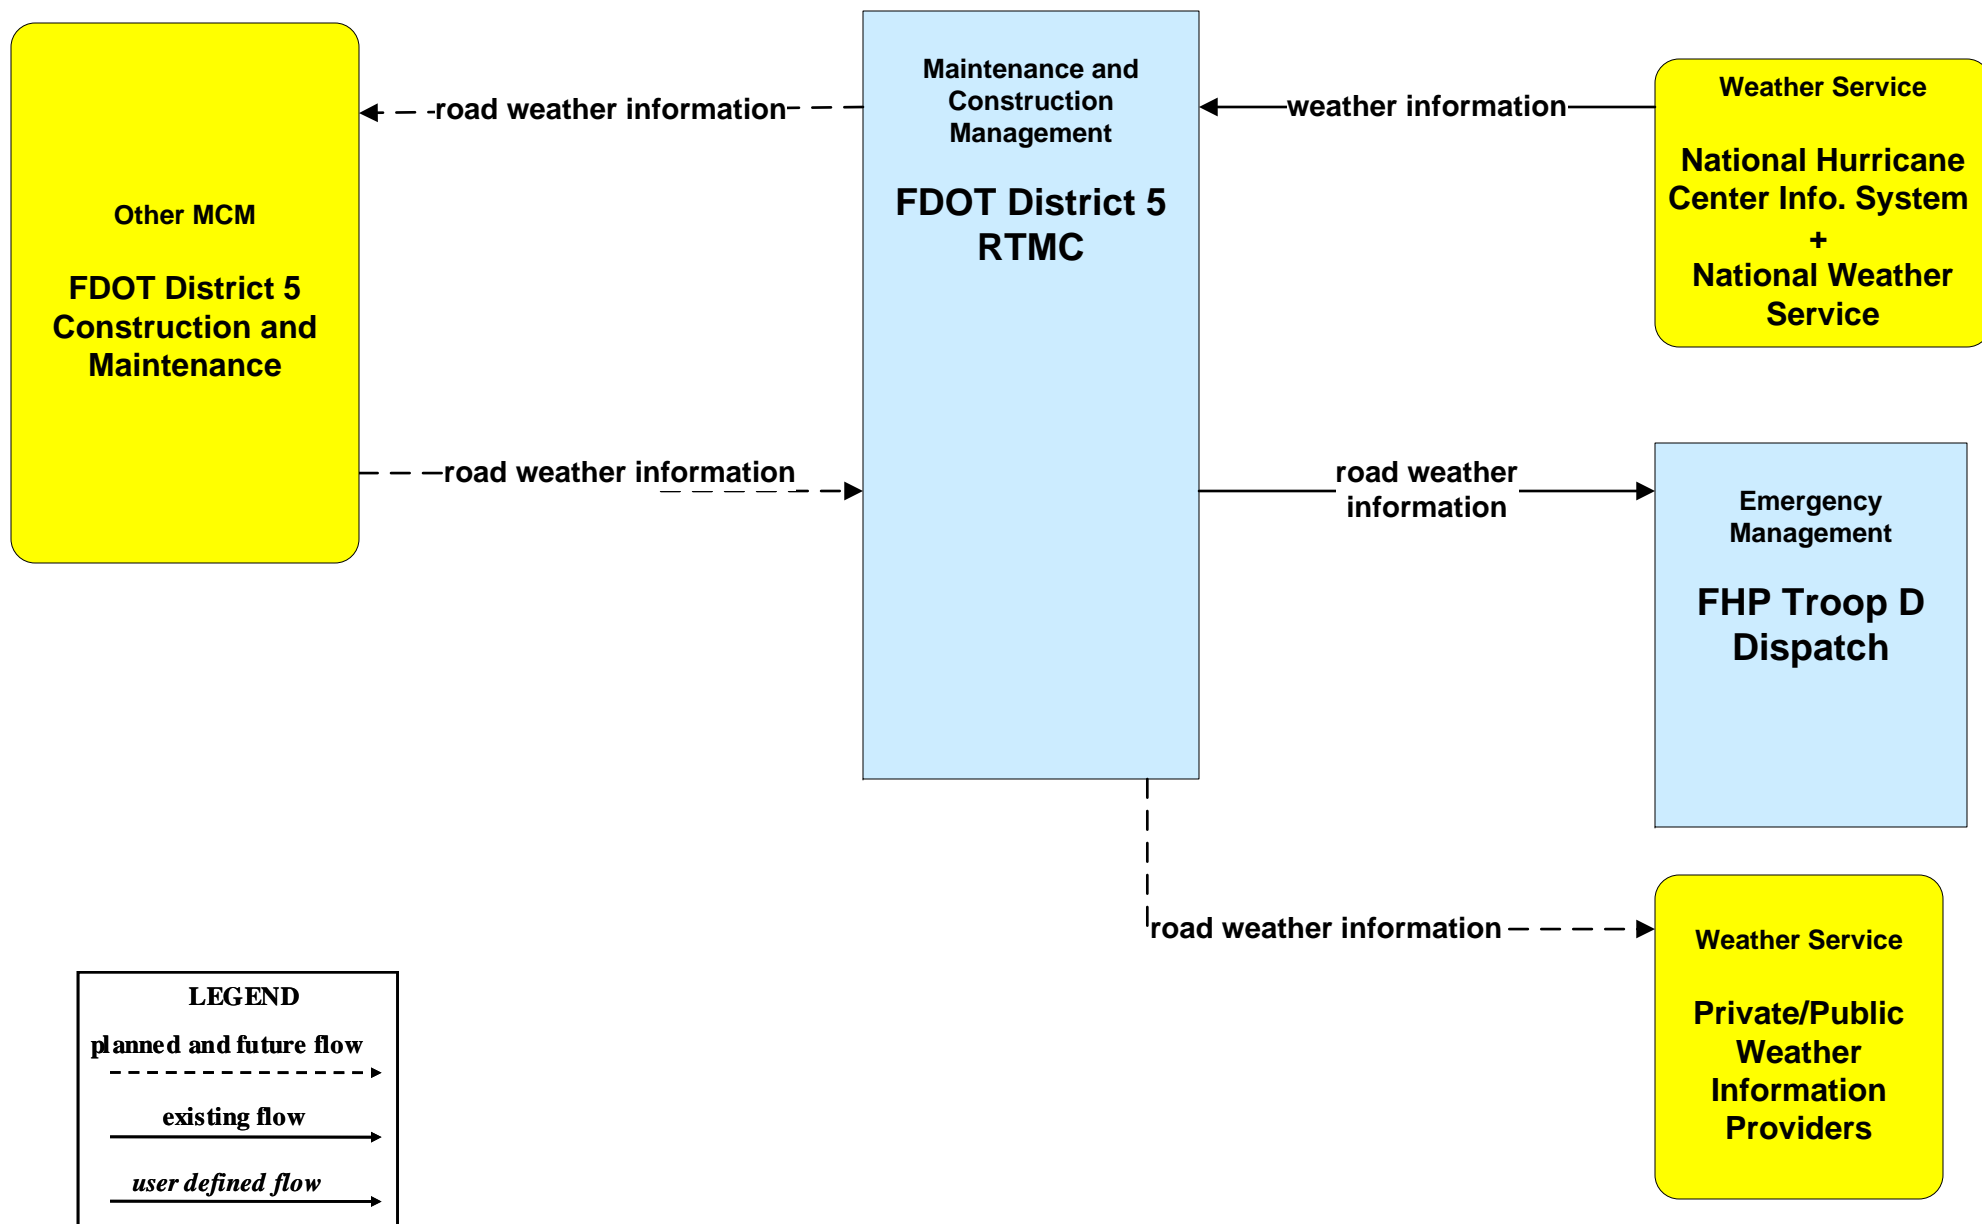 Other MCM
FDOT District 5
Construction and
Maintenance
road weather information
road weather information
Maintenance and
Construction
Management
FDOT District 5
RTMC
weather information
Weather Service
National Hurricane
Center Info. System
+
National Weather
Service
road weather
information
Emergency
Management
FHP Troop D
Dispatch
road weather information
Weather Service
Private/Public
Weather
Information
Providers
LEGEND
planned and future flow
existing flow
user defined flow